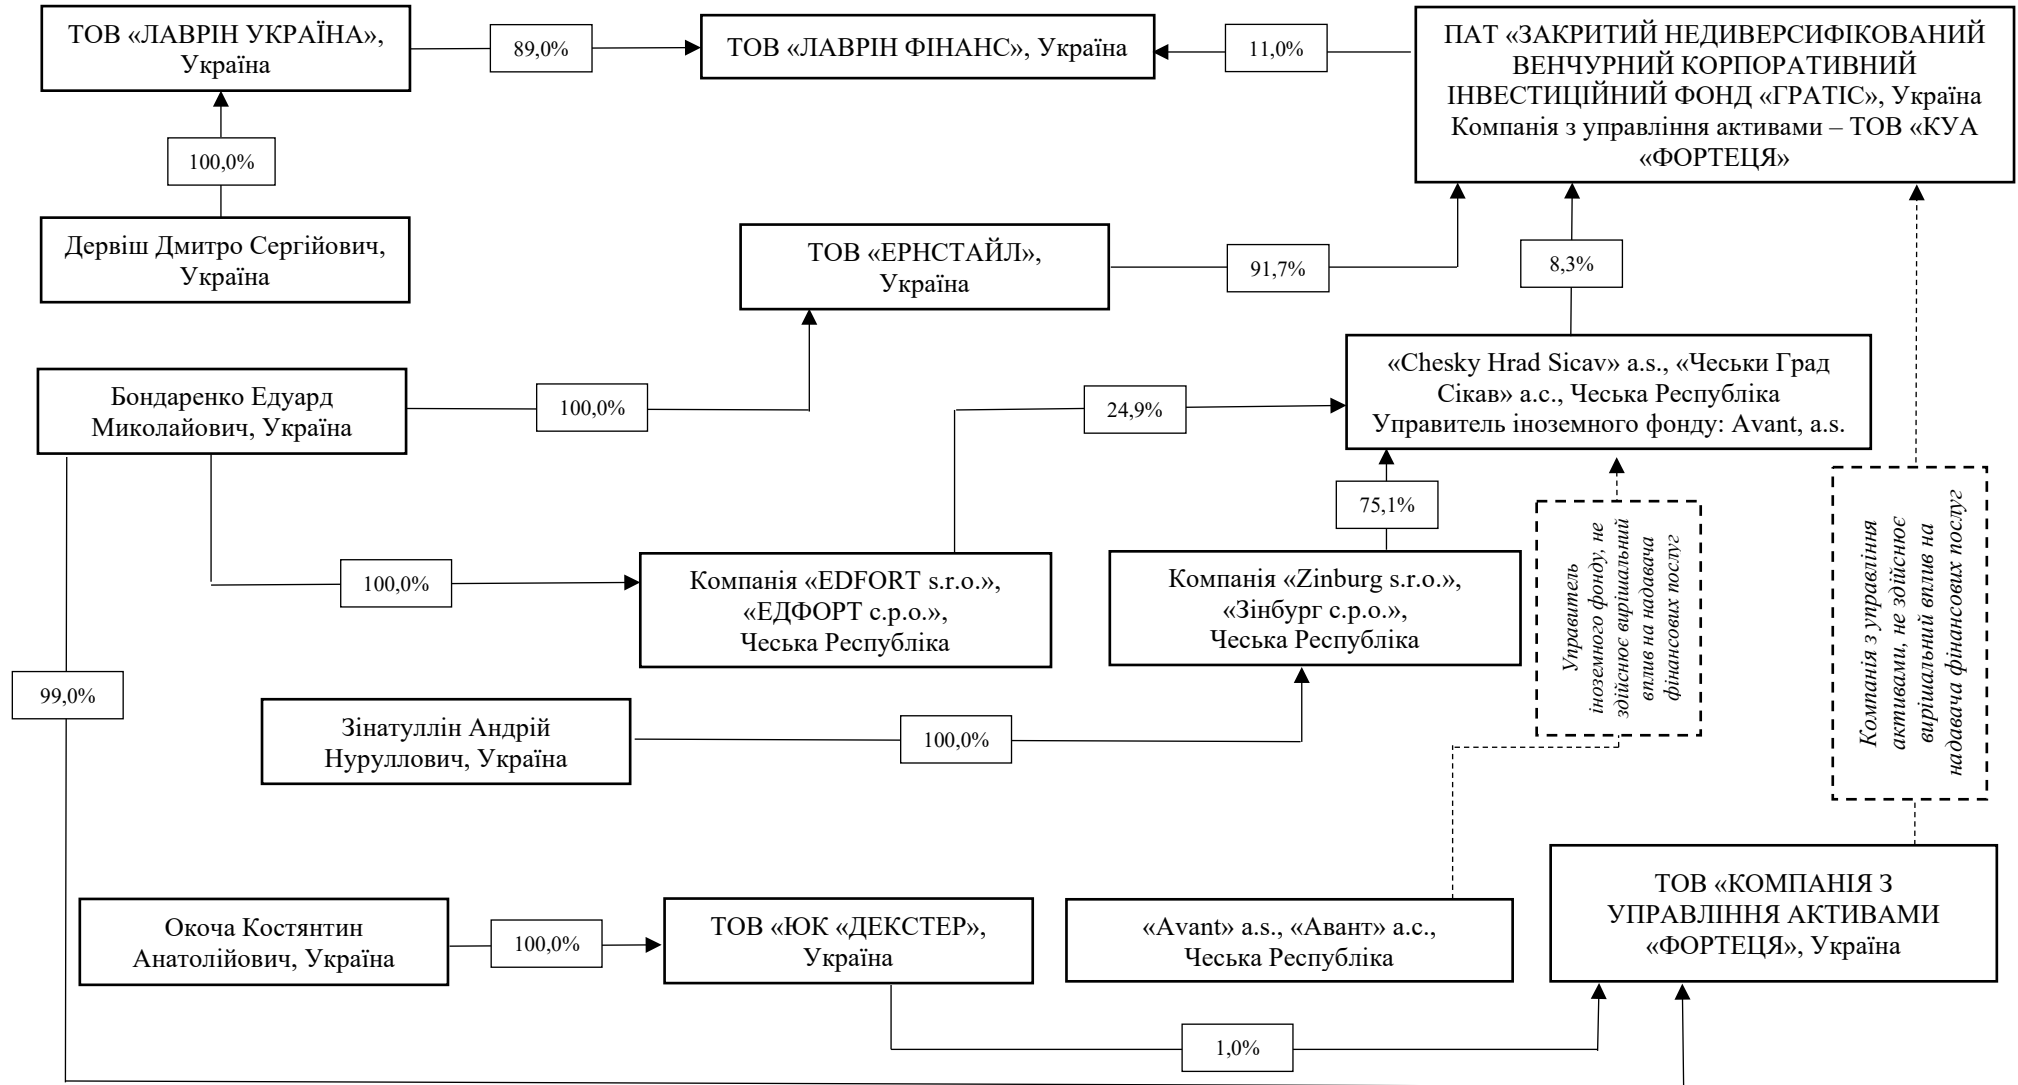 ТОВ «ЛАВРІН УКРАЇНА»,
Україна
89,0%
ТОВ «ЛАВРІН ФІНАНС», Україна
11,0%
ПАТ «ЗАКРИТИЙ НЕДИВЕРСИФІКОВАНИЙ
ВЕНЧУРНИЙ КОРПОРАТИВНИЙ
ІНВЕСТИЦІЙНИЙ ФОНД «ГРАТІС», Україна
Компанія з управління активами – ТОВ «КУА
«ФОРТЕЦЯ»
100,0%
Дервіш Дмитро Сергійович,
Україна
ТОВ «ЕРНСТАЙЛ»,
Україна
91,7%
8,3%
«Chesky Hrad Sicav» a.s., «Чеськи Град
Сікав» а.с., Чеська Республіка
Управитель іноземного фонду: Avant, a.s.
Бондаренко Едуард
Миколайович, Україна
100,0%
24,9%
75,1%
100,0%
Компанія «EDFORT s.r.o.»,
«ЕДФОРТ с.р.о.»,
Чеська Республіка
Компанія «Zinburg s.r.o.»,
«Зінбург с.р.о.»,
Чеська Республіка
Управитель
іноземного фонду, не
здійснює вирішальний
вплив на надавача
фінансових послуг
Компанія з управління
активами, не здійснює
вирішальний вплив на
надавача фінансових послуг
99,0%
Зінатуллін Андрій
Нуруллович, Україна
100,0%
Окоча Костянтин
Анатолійович, Україна
100,0%
ТОВ «ЮК «ДЕКСТЕР»,
Україна
«Avant» a.s., «Авант» а.с.,
Чеська Республіка
ТОВ «КОМПАНІЯ З
УПРАВЛІННЯ АКТИВАМИ
«ФОРТЕЦЯ», Україна
1,0%